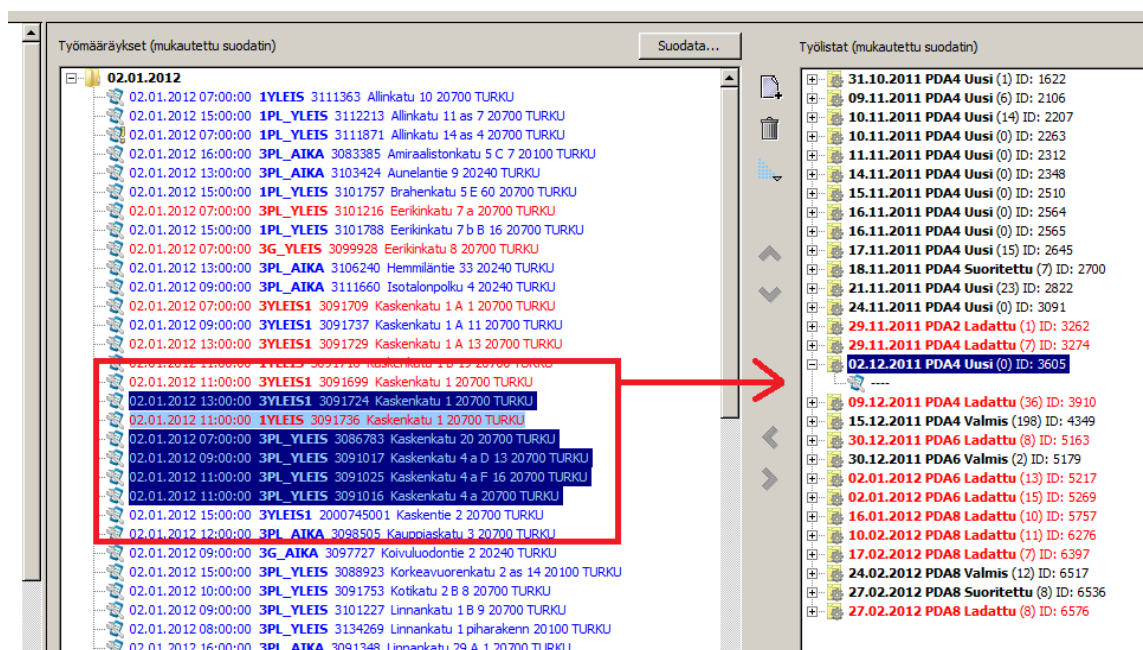 Työmääräykset (mukautettu suodatin)
Suodata...
02.01.2012
02.01.2012 07:00:00 1YLEIS 3111363 Allinkatu 10 20700 TURKU
02.01.2012 15:00:00 1PL_YLEIS 3112213 Allinkatu 11 as 7 20700 TURKU
02.01.2012 07:00:00 1PL_YLEIS 3111871 Allinkatu 14 as 4 20700 TURKU
02.01.2012 16:00:00 3PL_AIKA 3083385 Amiraalistonkatu 5 C 7 20100 TURKU
02.01.2012 13:00:00 3PL_AIKA 3103424 Aunelantie 9 20240 TURKU
02.01.2012 15:00:00 1PL_YLEIS 3101757 Brahenkatu 5 E 60 20700 TURKU
02.01.2012 07:00:00 3PL_YLEIS 3101216 Eerikinkatu 7 a 20700 TURKU
02.01.2012 15:00:00 1PL_YLEIS 3101788 Eerikinkatu 7 b B 16 20700 TURKU
02.01.2012 07:00:00 3G_YLEIS 3099928 Eerikinkatu 8 20700 TURKU
02.01.2012 13:00:00 3PL_AIKA 3106240 Hemmiläntie 33 20240 TURKU
02.01.2012 09:00:00 3PL_AIKA 3111660 Isotalonpolku 4 20240 TURKU
02.01.2012 07:00:00 3YLEIS1 3091709 Kaskenkatu 1 A 1 20700 TURKU
02.01.2012 09:00:00 3YLEIS1 3091737 Kaskenkatu 1 A 11 20700 TURKU
02.01.2012 13:00:00 3YLEIS1 3091729 Kaskenkatu 1 A 13 20700 TURKU
02.01.2012 11:00:00 Kaskenkatu 1 B 20700 TURKU
02.01.2012 11:00:00 3YLEIS1 3091699 Kaskenkatu 1 20700 TURKU
02.01.2012 13:00:00 3YLEIS1 3091724 Kaskenkatu 1 20700 TURKU
02.01.2012 11:00:00 1YLEIS 3091736 Kaskenkatu 1 20700 TURKU
02.01.2012 07:00:00 3PL_YLEIS 3086783 Kaskenkatu 20 20700 TURKU
02.01.2012 09:00:00 3PL_YLEIS 3091017 Kaskenkatu 4 a D 13 20700 TURKU
02.01.2012 11:00:00 3PL_YLEIS 3091025 Kaskenkatu 4 a F 16 20700 TURKU
02.01.2012 11:00:00 3PL_YLEIS 3091016 Kaskenkatu 4 a 20700 TURKU
02.01.2012 15:00:00 3YLEIS1 2000745001 Kaskentie 2 20700 TURKU
02.01.2012 12:00:00 3PL_AIKA 3098505 Kauppiaskatu 3 20700 TURKU
02.01.2012 09:00:00 3G_AIKA 3097727 Koivuluodontie 2 20240 TURKU
02.01.2012 15:00:00 3PL_YLEIS 3088923 Korkeavuorenkatu 2 as 14 20100 TURKU
02.01.2012 10:00:00 3PL_YLEIS 3091753 Kotikatu 2 B 8 20700 TURKU
02.01.2012 09:00:00 3PL_YLEIS 3101227 Linnankatu 1 B 9 20700 TURKU
02.01.2012 08:00:00 3PL_YLEIS 3134269 Linnankatu 1 piharakenn 20100 TURKU
02.01.2012 16:00:00 3PL_AIKA 3091348 Linnankatu 29 A 1 20700 TURKU
Työlistat (mukautettu suodatin)
31.10.2011 PDA4 Uusi (1) ID: 1622
09.11.2011 PDA4 Uusi (6) ID: 2106
10.11.2011 PDA4 Uusi (14) ID: 2207
10.11.2011 PDA4 Uusi (0) ID: 2263
11.11.2011 PDA4 Uusi (0) ID: 2312
14.11.2011 PDA4 Uusi (0) ID: 2348
15.11.2011 PDA4 Uusi (0) ID: 2510
16.11.2011 PDA4 Uusi (0) ID: 2564
16.11.2011 PDA4 Uusi (0) ID: 2565
17.11.2011 PDA4 Uusi (15) ID: 2645
18.11.2011 PDA4 Suoritettu (7) ID: 2700
21.11.2011 PDA4 Uusi (23) ID: 2822
24.11.2011 PDA4 Uusi (0) ID: 3091
29.11.2011 PDA2 Ladattu (1) ID: 3262
29.11.2011 PDA4 Ladattu (7) ID: 3274
02.12.2011 PDA4 Uusi (0) ID: 3605
----
09.12.2011 PDA4 Ladattu (36) ID: 3910
15.12.2011 PDA4 Valmis (198) ID: 4349
30.12.2011 PDA6 Ladattu (8) ID: 5163
30.12.2011 PDA6 Valmis (2) ID: 5179
02.01.2012 PDA6 Ladattu (13) ID: 5217
02.01.2012 PDA6 Ladattu (15) ID: 5269
16.01.2012 PDA8 Ladattu (10) ID: 5757
10.02.2012 PDA8 Ladattu (11) ID: 6276
17.02.2012 PDA8 Ladattu (7) ID: 6397
24.02.2012 PDA8 Valmis (12) ID: 6517
27.02.2012 PDA8 Suoritettu (8) ID: 6536
27.02.2012 PDA8 Ladattu (8) ID: 6576